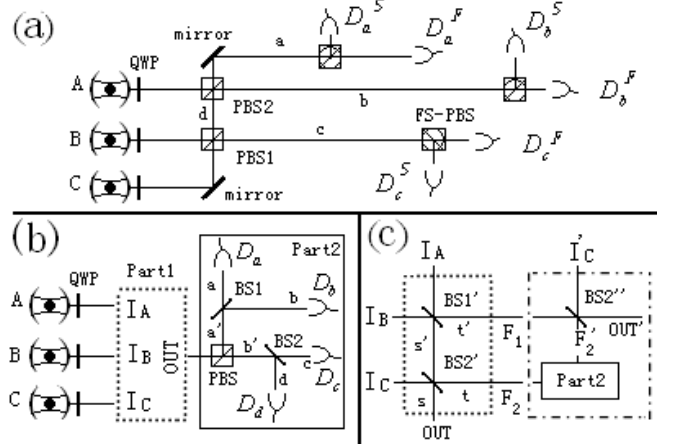 (a)
mirror
a
D_a^S
D_a^F
D_b^S
QWP
A
PBS2
b
D_b^F
d
FS-PBS
B
c
D_c^F
PBS1
C
mirror
D_c^S
(b)
Part1
QWP
A
I_A
B
I_B
OUT
C
I_C
Part2
D_a
a
BS1
D_b
b
a'
b'
BS2
PBS
c
D_c
d
D_d
(c)
I_A
I'_C
I_B
BS1'
BS2''
s'
t'
F_1
F'_2
OUT'
BS2'
I_C
s
t
F_2
Part2
OUT